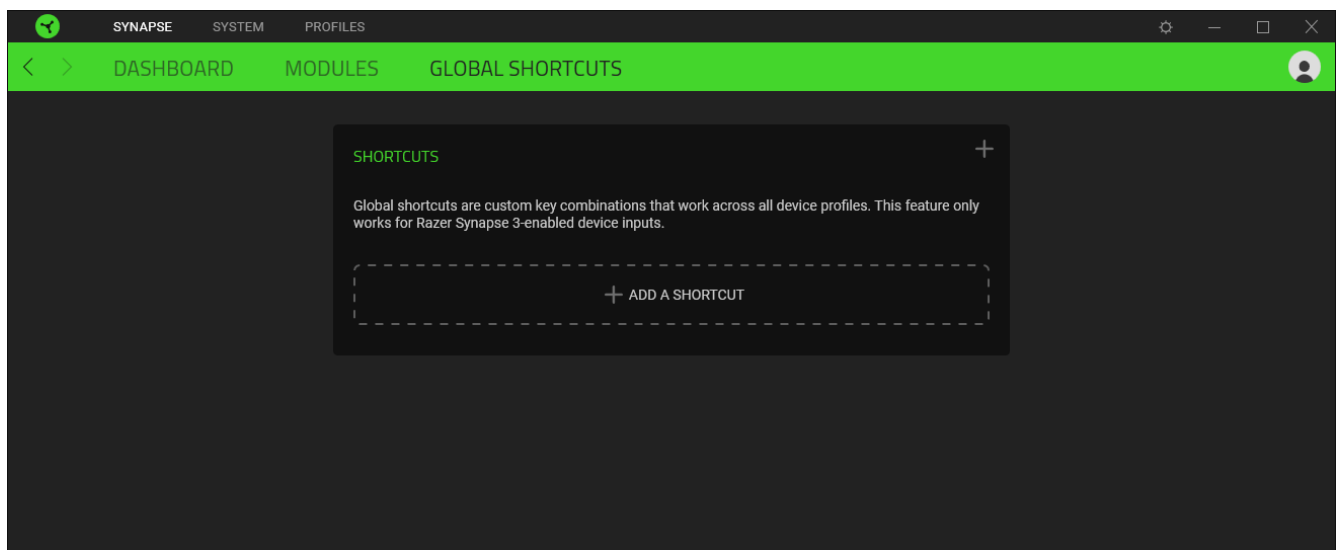 SYNAPSE SYSTEM PROFILES
DASHBOARD MODULES GLOBAL SHORTCUTS
SHORTCUTS
Global shortcuts are custom key combinations that work across all device profiles. This feature only
works for Razer Synapse 3-enabled device inputs.
ADD A SHORTCUT